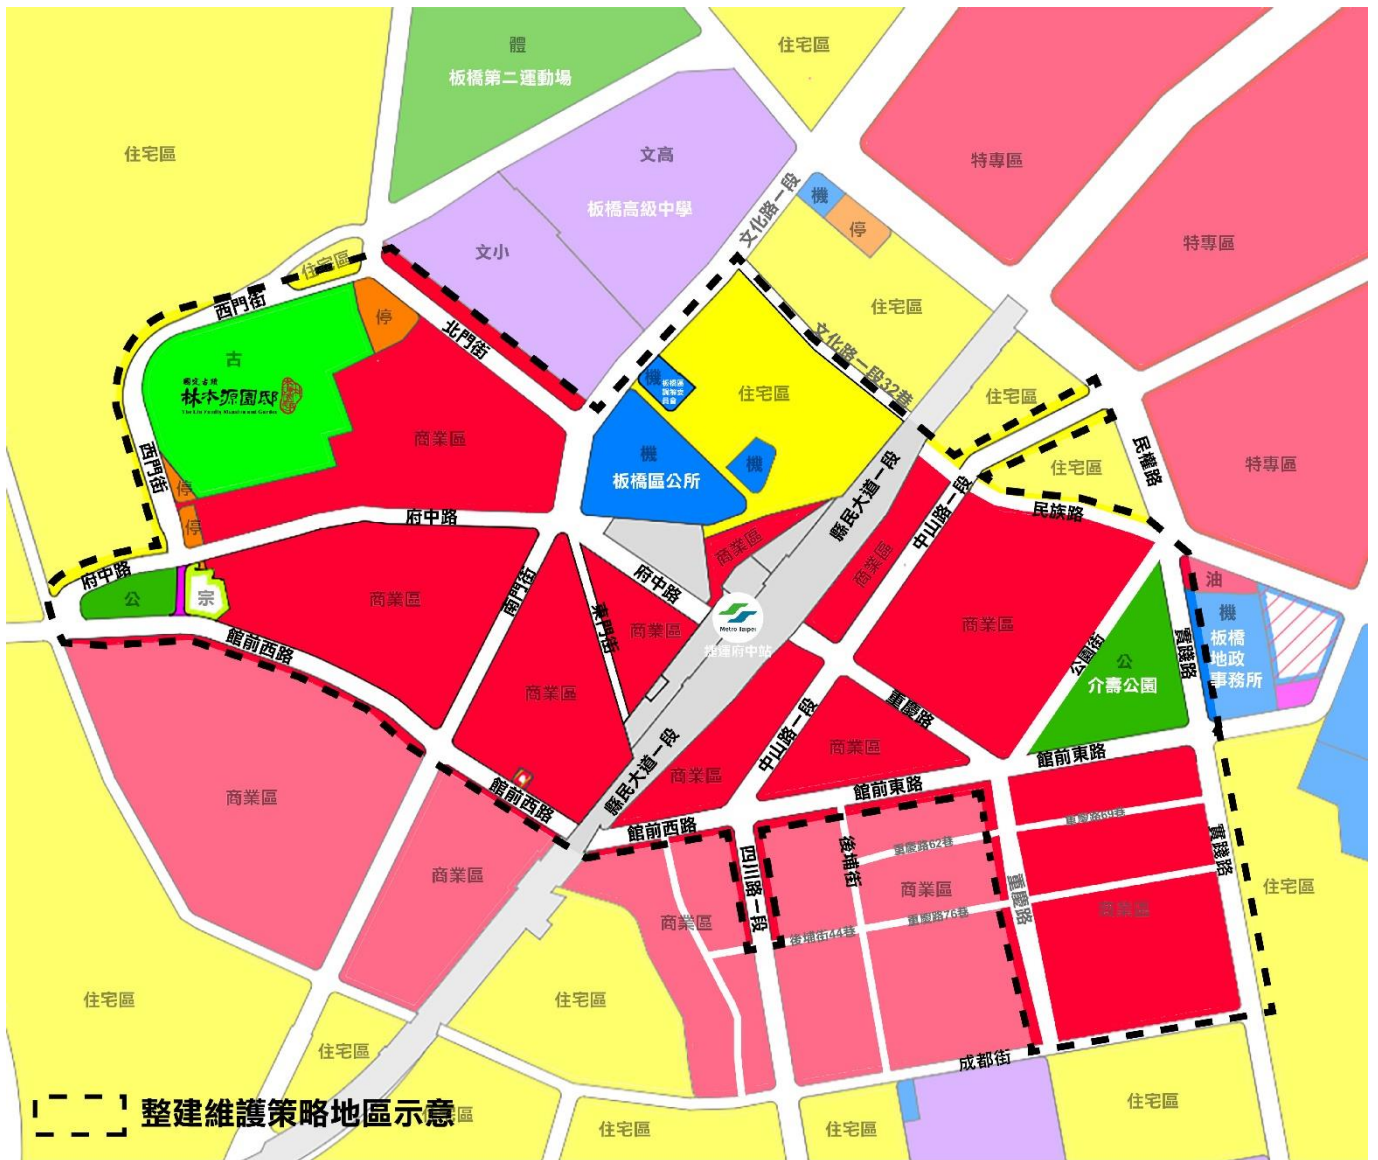 體
板橋第二運動場
住宅區
住宅區
文高
板橋高級中學
文小
特專區
特專區
特專區
機
停
文化路一段
住宅區
住宅區
西門街
停
北門街
古
國定古蹟
林本源園邸
The Lin Family Mansion and Garden
文化路一段32巷
機
住宅區
住宅區
商業區
機
板橋區公所
機
住宅區
民權路
西門街
停
停
府中路
縣民大道一段
中山路一段
民族路
商業區
商業區
府中路
公
宗
商業區
南門街
東門街
府中路
商業區
Metro Taipei
捷運府中站
商業區
公園街
公
介壽公園
實踐路
油
機
板橋
地政
事務所
館前西路
商業區
重慶路
中山路一段
商業區
商業區
館前東路
縣民大道一段
館前西路
商業區
館前東路
館前西路
四川路一段
後埔街
重慶路62巷
重慶路69巷
商業區
重慶路
商業區
實踐路
住宅區
商業區
商業區
重慶路76巷
後埔街44巷
住宅區
住宅區
住宅區
成都街
住宅區
住宅區
住宅區
住宅區
整建維護策略地區示意